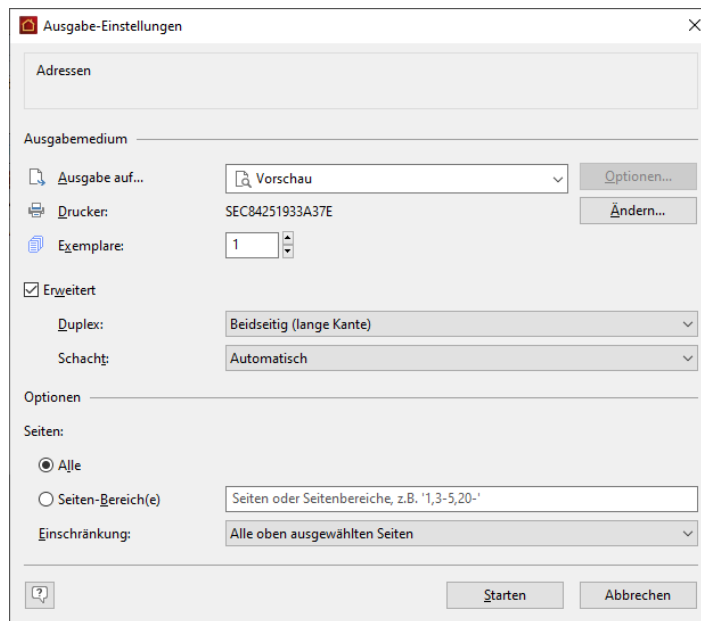 Ausgabe-Einstellungen
Adressen
Ausgabemedium
Ausgabe auf... Vorschau Optionen...
Drucker: SEC84251933A37E Ändern...
Exemplare: 1
Erweitert
Duplex: Beidseitig (lange Kante)
Schacht: Automatisch
Optionen
Seiten:
Alle
Seiten-Bereich(e) Seiten oder Seitenbereiche, z.B. '1,3-5,20-'
Einschränkung: Alle oben ausgewählten Seiten
Starten Abbrechen